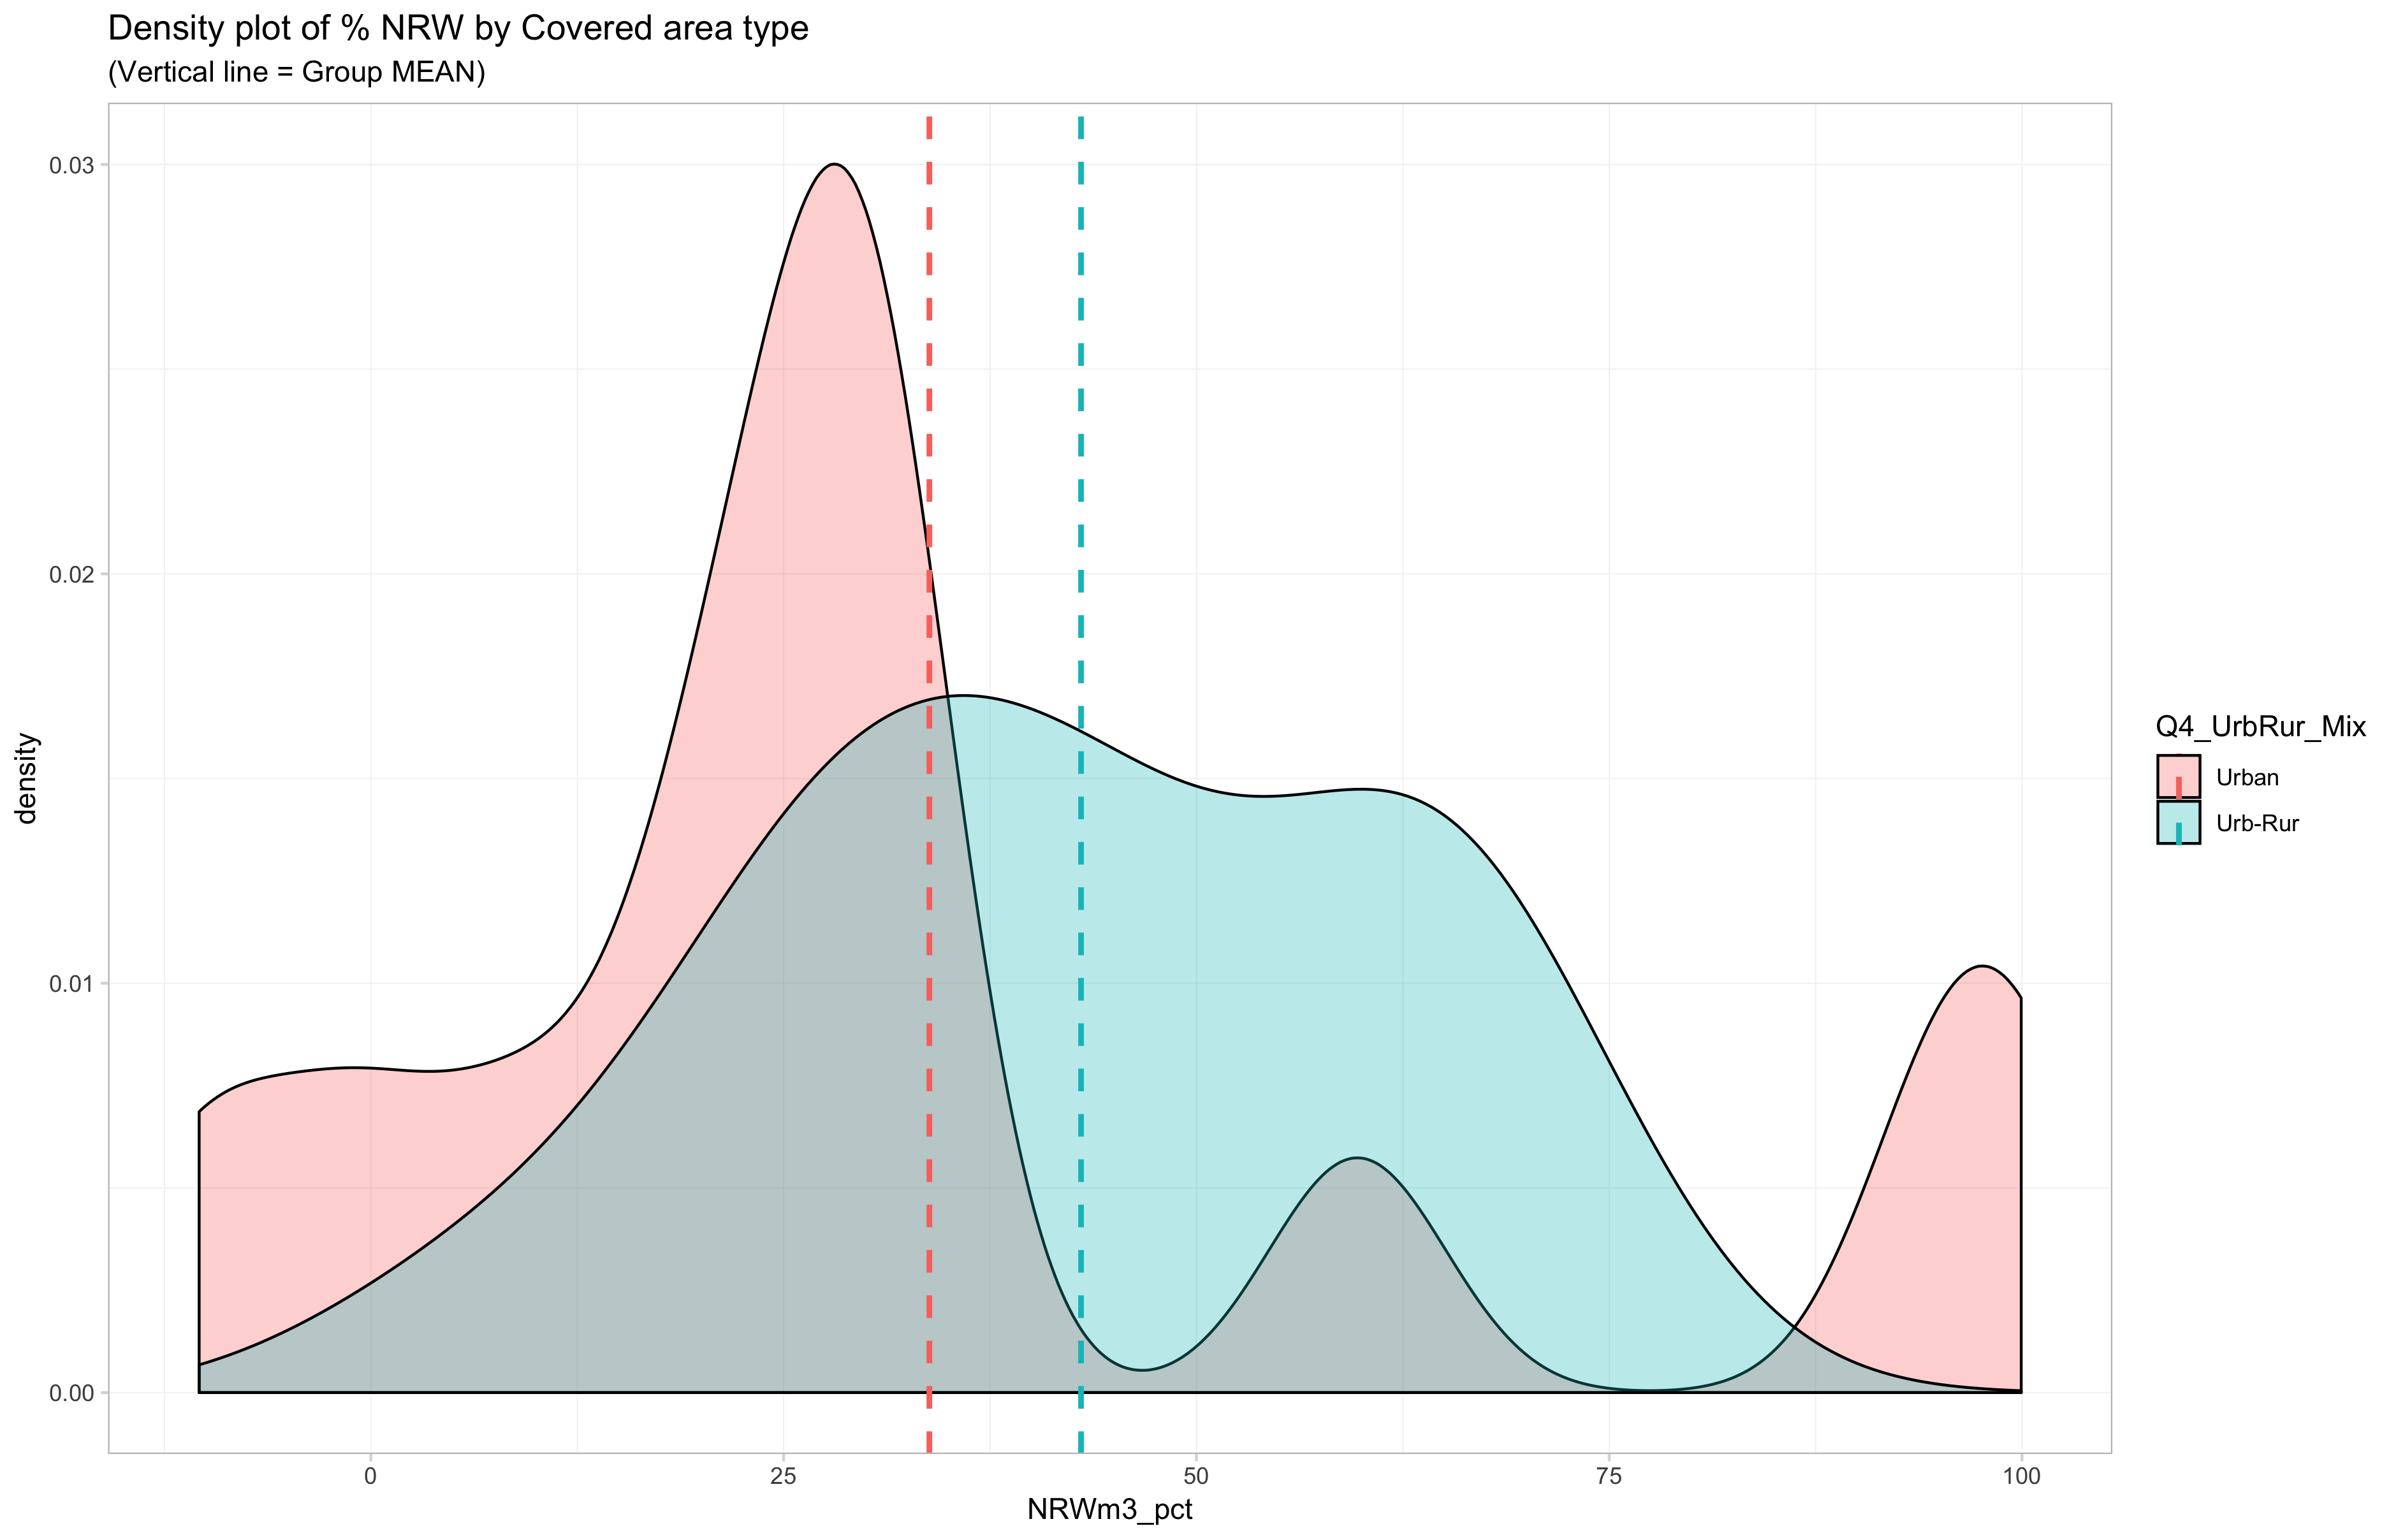 Density plot of % NRW by Covered area type
(Vertical line = Group MEAN)
0.03
0.02
0.01
0.00
density
0
25
50
75
100
NRWm3_pct
Q4_UrbRur_Mix
Urban
Urb-Rur